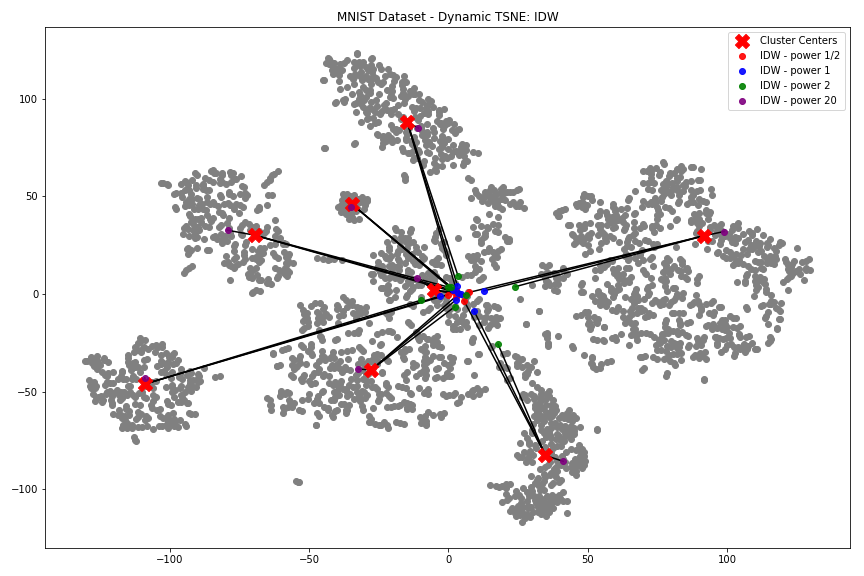 MNIST Dataset - Dynamic TSNE: IDW
Cluster Centers
IDW - power 1/2
IDW - power 1
IDW - power 2
IDW - power 20
100
50
0
−50
−100
−100
−50
0
50
100